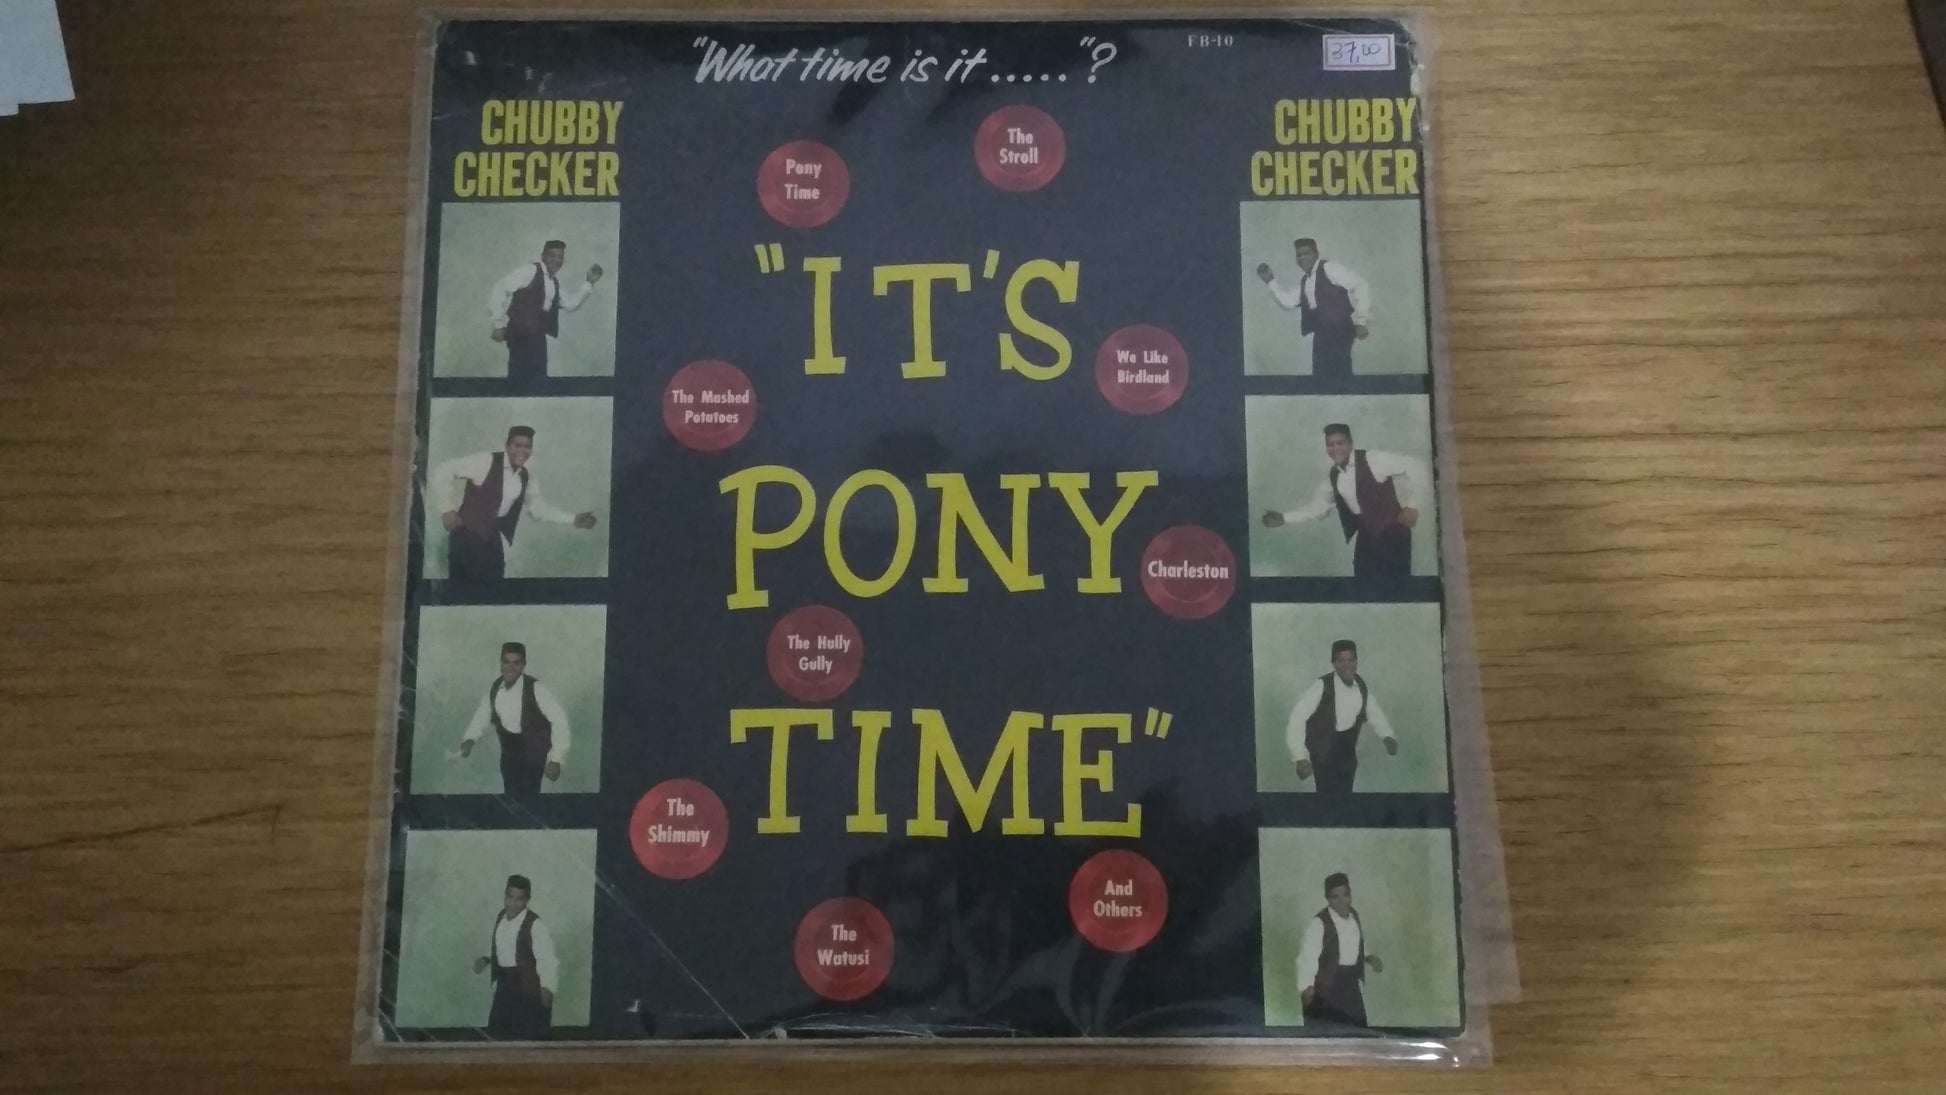 "What time is it....."?
FB-10
37,00
CHUBBY
CHECKER
CHUBBY
CHECKER
Pony
Time
The
Stroll
"IT'S
The Mashed
Potatoes
We Like
Birdland
PONY
Charleston
The Hully
Gully
TIME"
The
Shimmy
And
Others
The
Watusi